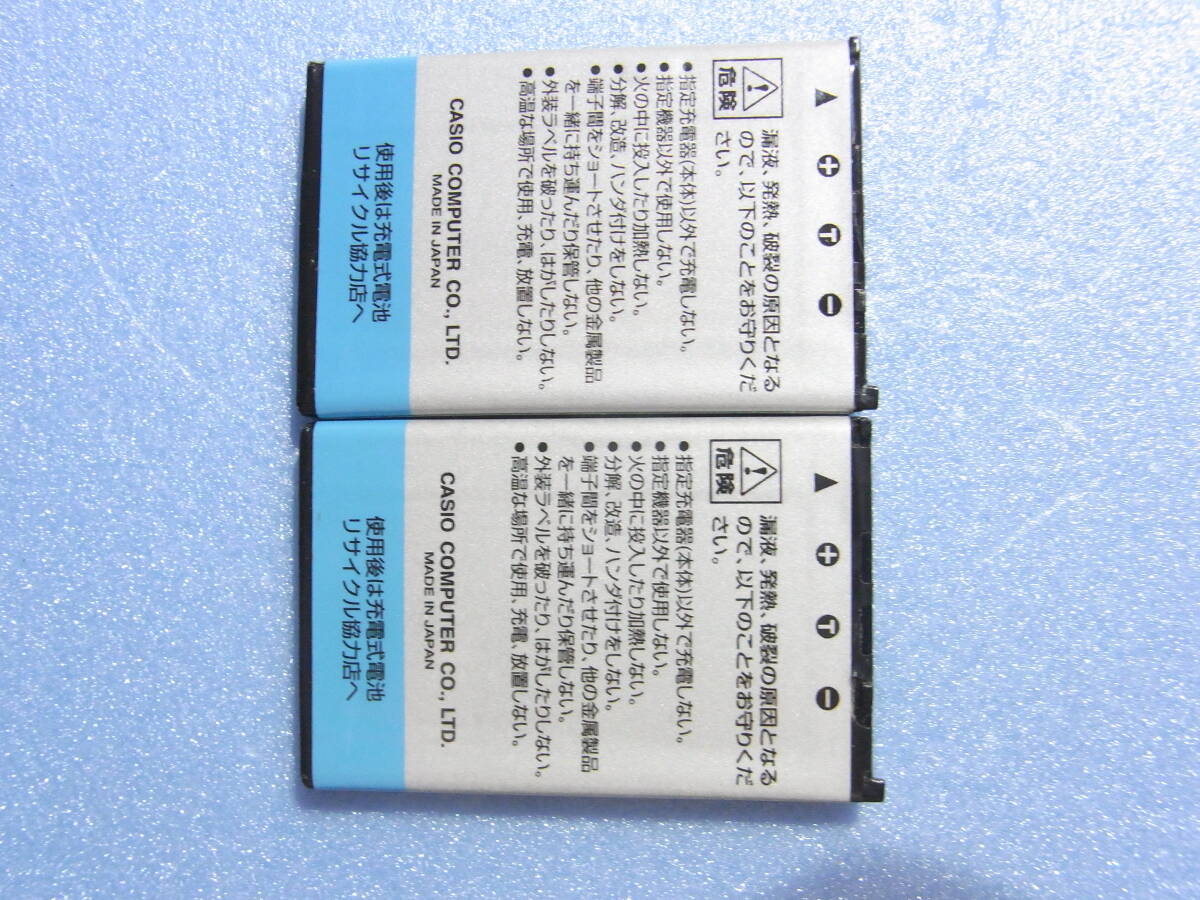 ▲ ⊕ Ⓣ ⊖
危険
漏液、発熱、破裂の原因となる
ので、以下のことをお守りくだ
さい。
●指定充電器(本体)以外で充電しない。
●指定機器以外で使用しない。
●火の中に投入したり加熱しない。
●分解、改造、ハンダ付けをしない。
●端子間をショートさせたり、他の金属製品
を一緒に持ち運んだり保管しない。
●外装ラベルを破ったり、はがしたりしない。
●高温な場所で使用、充電、放置しない。
CASIO COMPUTER CO., LTD.
MADE IN JAPAN
使用後は充電式電池
リサイクル協力店へ
▲ ⊕ Ⓣ ⊖
危険
漏液、発熱、破裂の原因となる
ので、以下のことをお守りくだ
さい。
●指定充電器(本体)以外で充電しない。
●指定機器以外で使用しない。
●火の中に投入したり加熱しない。
●分解、改造、ハンダ付けをしない。
●端子間をショートさせたり、他の金属製品
を一緒に持ち運んだり保管しない。
●外装ラベルを破ったり、はがしたりしない。
●高温な場所で使用、充電、放置しない。
CASIO COMPUTER CO., LTD.
MADE IN JAPAN
使用後は充電式電池
リサイクル協力店へ